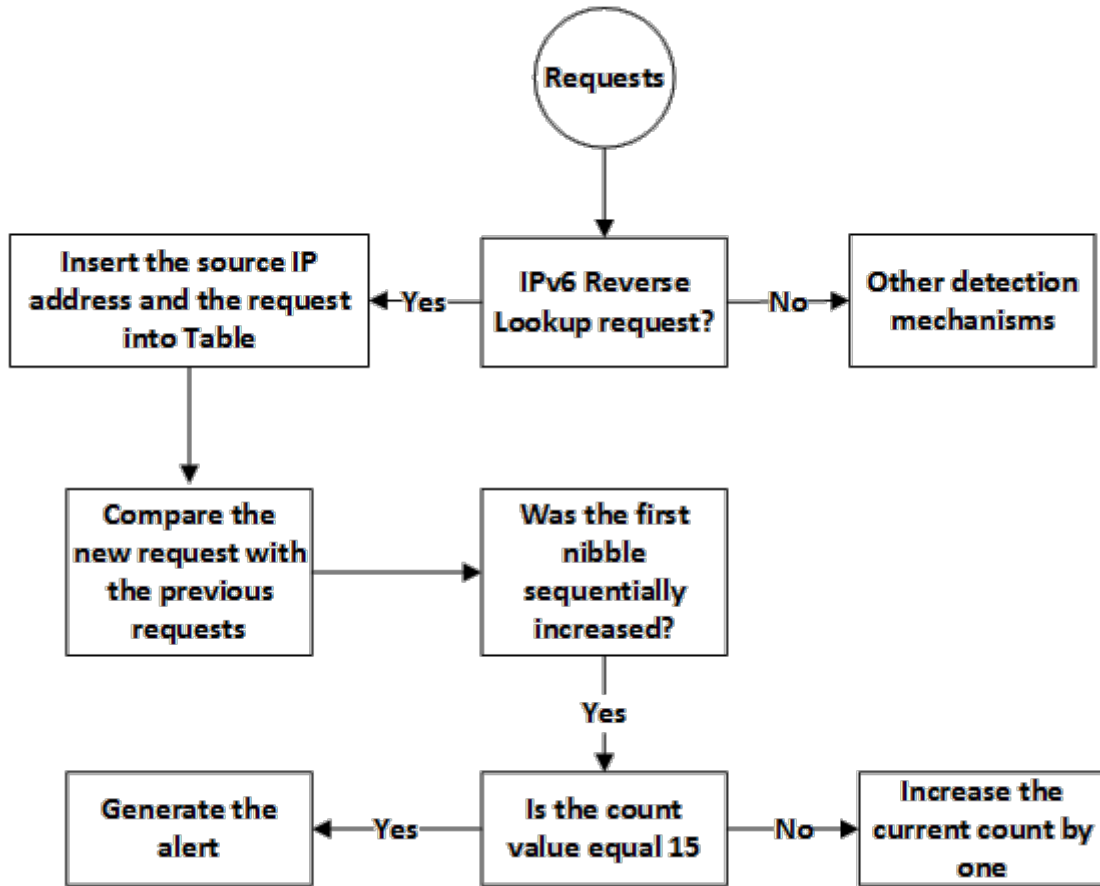 Requests
Insert the source IP
address and the request
into Table
Yes
IPv6 Reverse
Lookup request?
No
Other detection
mechanisms
Compare the
new request with
the previous
requests
Was the first
nibble
sequentially
increased?
Yes
Generate the
alert
Yes
Is the count
value equal 15
No
Increase the
current count by
one